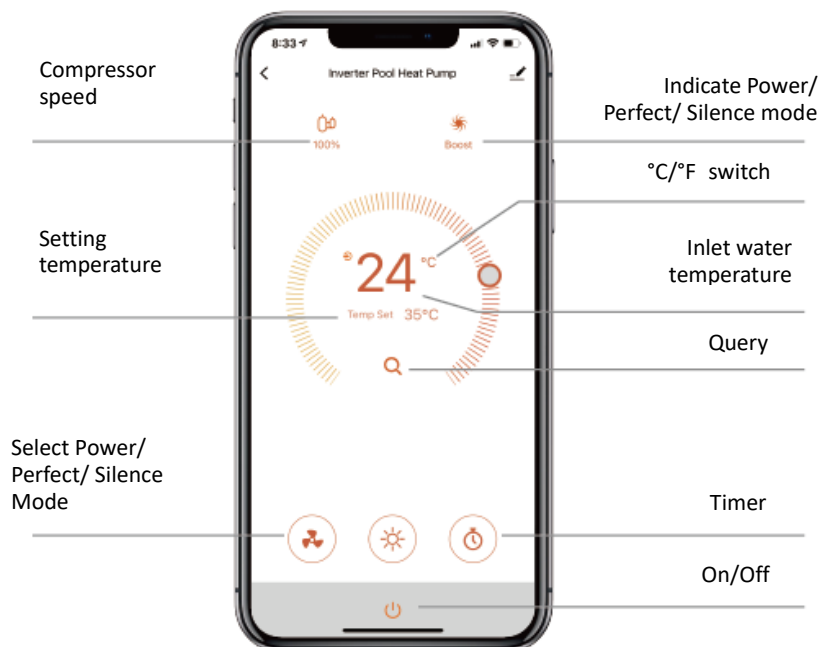 8:33
Inverter Pool Heat Pump
Compressor
speed
Indicate Power/
Perfect/ Silence mode
100%
Boost
°C/°F switch
Setting
temperature
24 °C
Inlet water
temperature
Temp Set 35°C
Query
Select Power/
Perfect/ Silence
Mode
Timer
On/Off